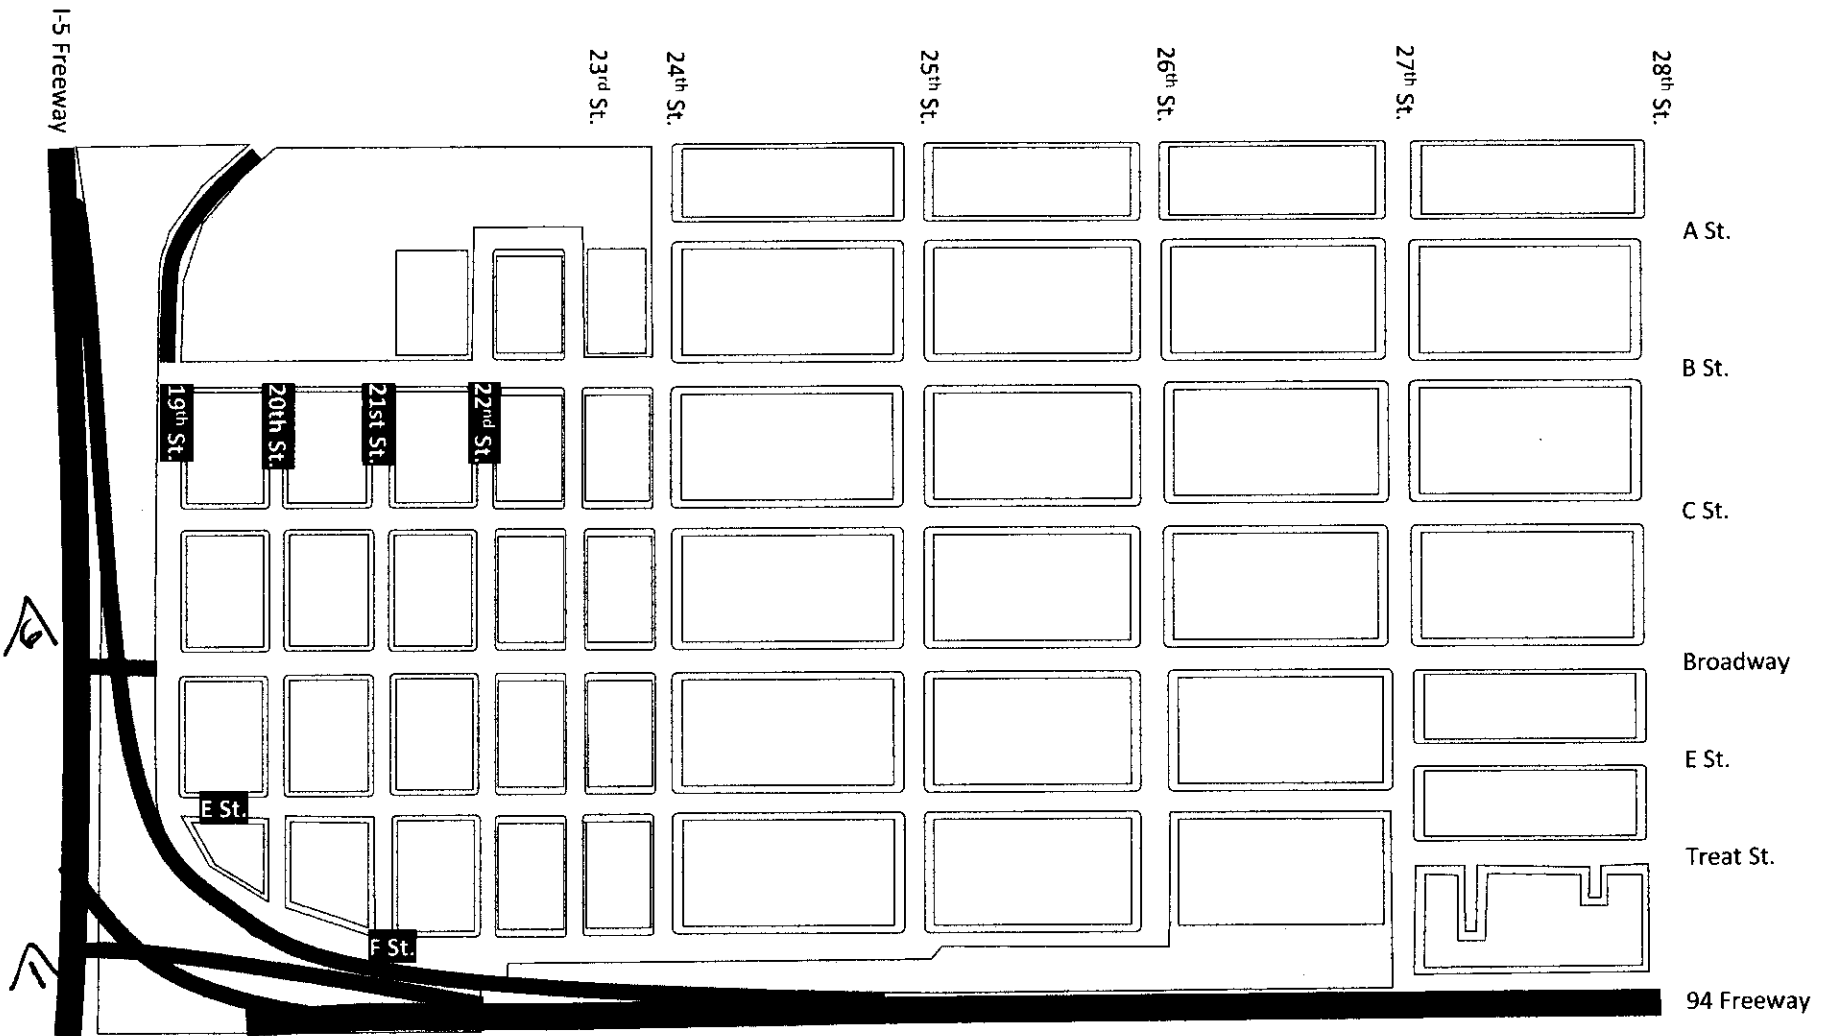 I-5 Freeway
23rd St.
24th St.
25th St.
26th St.
27th St.
28th St.
A St.
B St.
19th St.
20th St.
21st St.
22nd St.
C St.
6
Broadway
E St.
E St.
Treat St.
F St.
1
94 Freeway